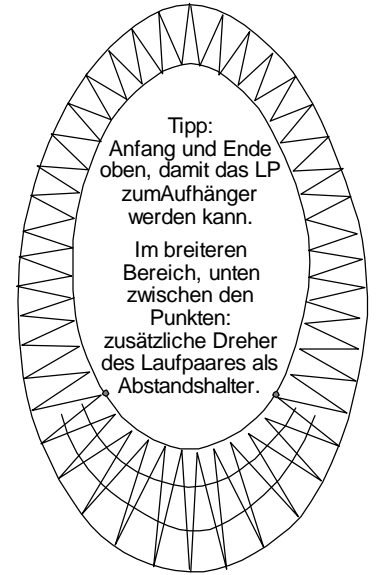 Tipp:
Anfang und Ende
oben, damit das LP
zumAufhänger
werden kann.
Im breiteren
Bereich, unten
zwischen den
Punkten:
zusätzliche Dreher
des Laufpaares als
Abstandshalter.